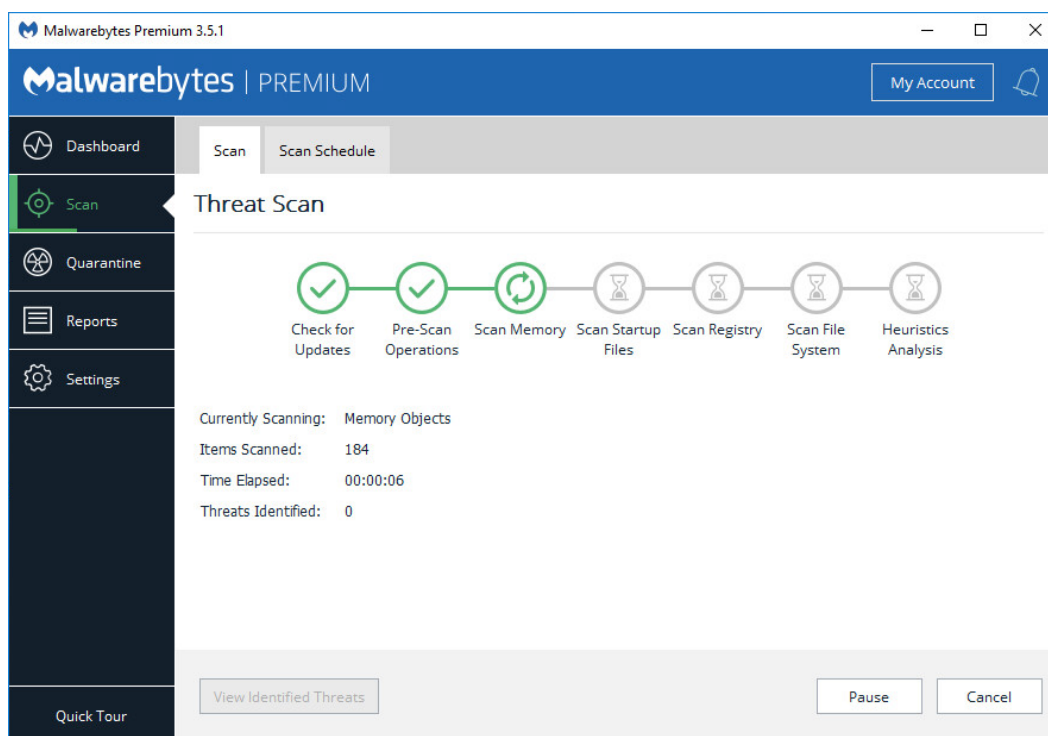 Malwarebytes Premium 3.5.1
Malwarebytes | PREMIUM
My Account
Dashboard
Scan
Quarantine
Reports
Settings
Quick Tour
Scan
Scan Schedule
Threat Scan
Check for
Updates
Pre-Scan
Operations
Scan Memory
Scan Startup
Files
Scan Registry
Scan File
System
Heuristics
Analysis
Currently Scanning: Memory Objects
Items Scanned: 184
Time Elapsed: 00:00:06
Threats Identified: 0
View Identified Threats
Pause
Cancel